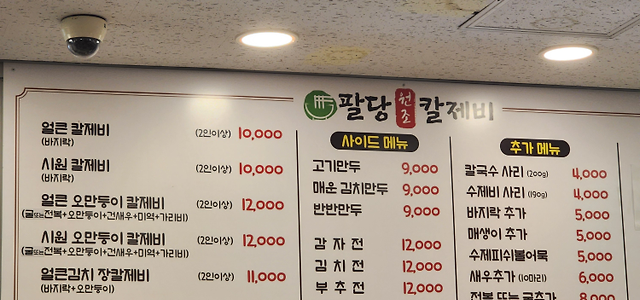 팔당 원조 칼제비
얼큰 칼제비 (2인이상) 10,000
(바지락)
시원 칼제비 (2인이상) 10,000
(바지락)
얼큰 오만둥이 칼제비 (2인이상) 12,000
(굴또는전복+오만둥이+건새우+미역+가리비)
시원 오만둥이 칼제비 (2인이상) 12,000
(굴또는전복+오만둥이+건새우+미역+가리비)
얼큰김치 장칼제비 (2인이상) 11,000
(바지락+오만둥이)
사이드 메뉴
고기만두 9,000
매운 김치만두 9,000
반반만두 9,000
감자전 12,000
김치전 12,000
부추전 12,000
추가 메뉴
칼국수 사리 (200g) 4,000
수제비 사리 (190g) 4,000
바지락 추가 5,000
매생이 추가 5,000
수제피쉬볼어묵 5,000
새우추가 (10마리) 6,000
전복 또는 굴추가 8,000